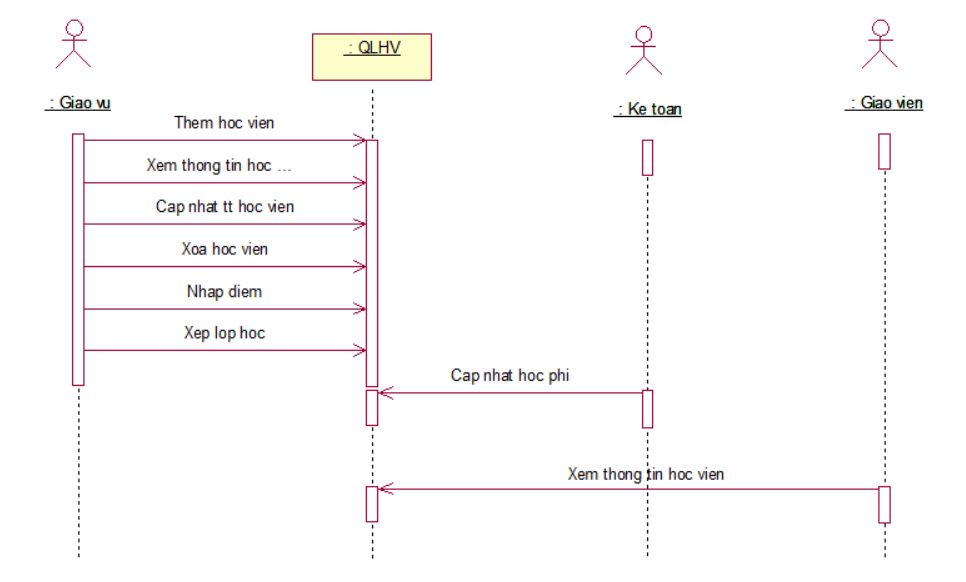 : Giao vu
: QLHV
: Ke toan
: Giao vien
Them hoc vien
Xem thong tin hoc ...
Cap nhat tt hoc vien
Xoa hoc vien
Nhap diem
Xep lop hoc
Cap nhat hoc phi
Xem thong tin hoc vien